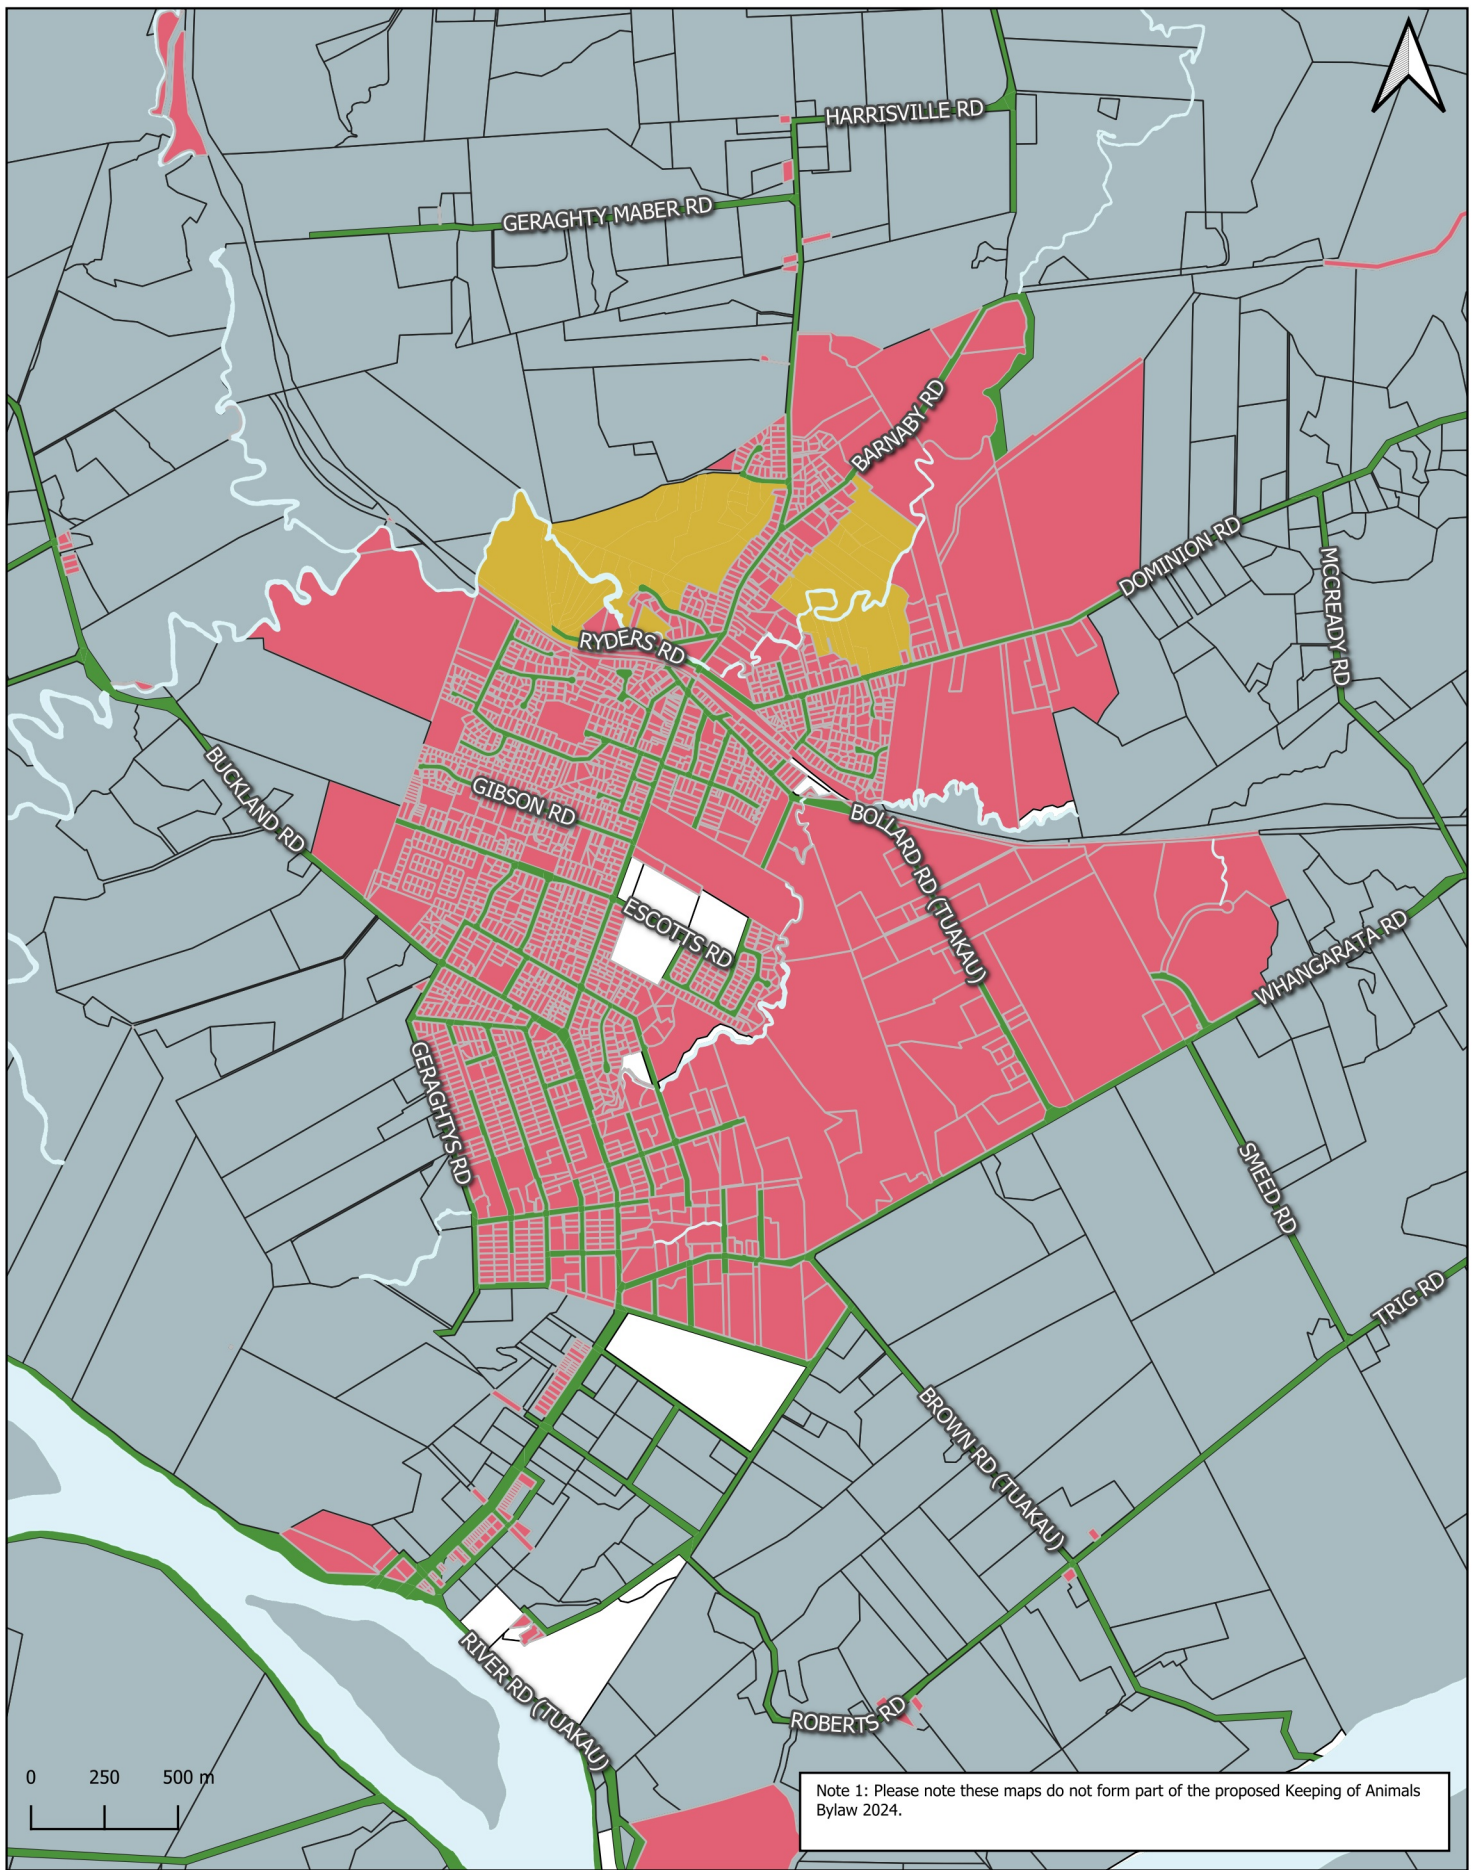 HARRISVILLE RD
GERAGHTY MABER RD
BARNABY RD
DOMINION RD
MCCREADY RD
RYDERS RD
BUCKLAND RD
GIBSON RD
BOLLARD RD (TUAKAU)
ESCOTTS RD
WHANGARATA RD
GERAGHTYS RD
SMEED RD
TRIG RD
BROWN RD (TUAKAU)
RIVER RD (TUAKAU)
ROBERTS RD
0 250 500 m
Note 1: Please note these maps do not form part of the proposed Keeping of Animals
Bylaw 2024.